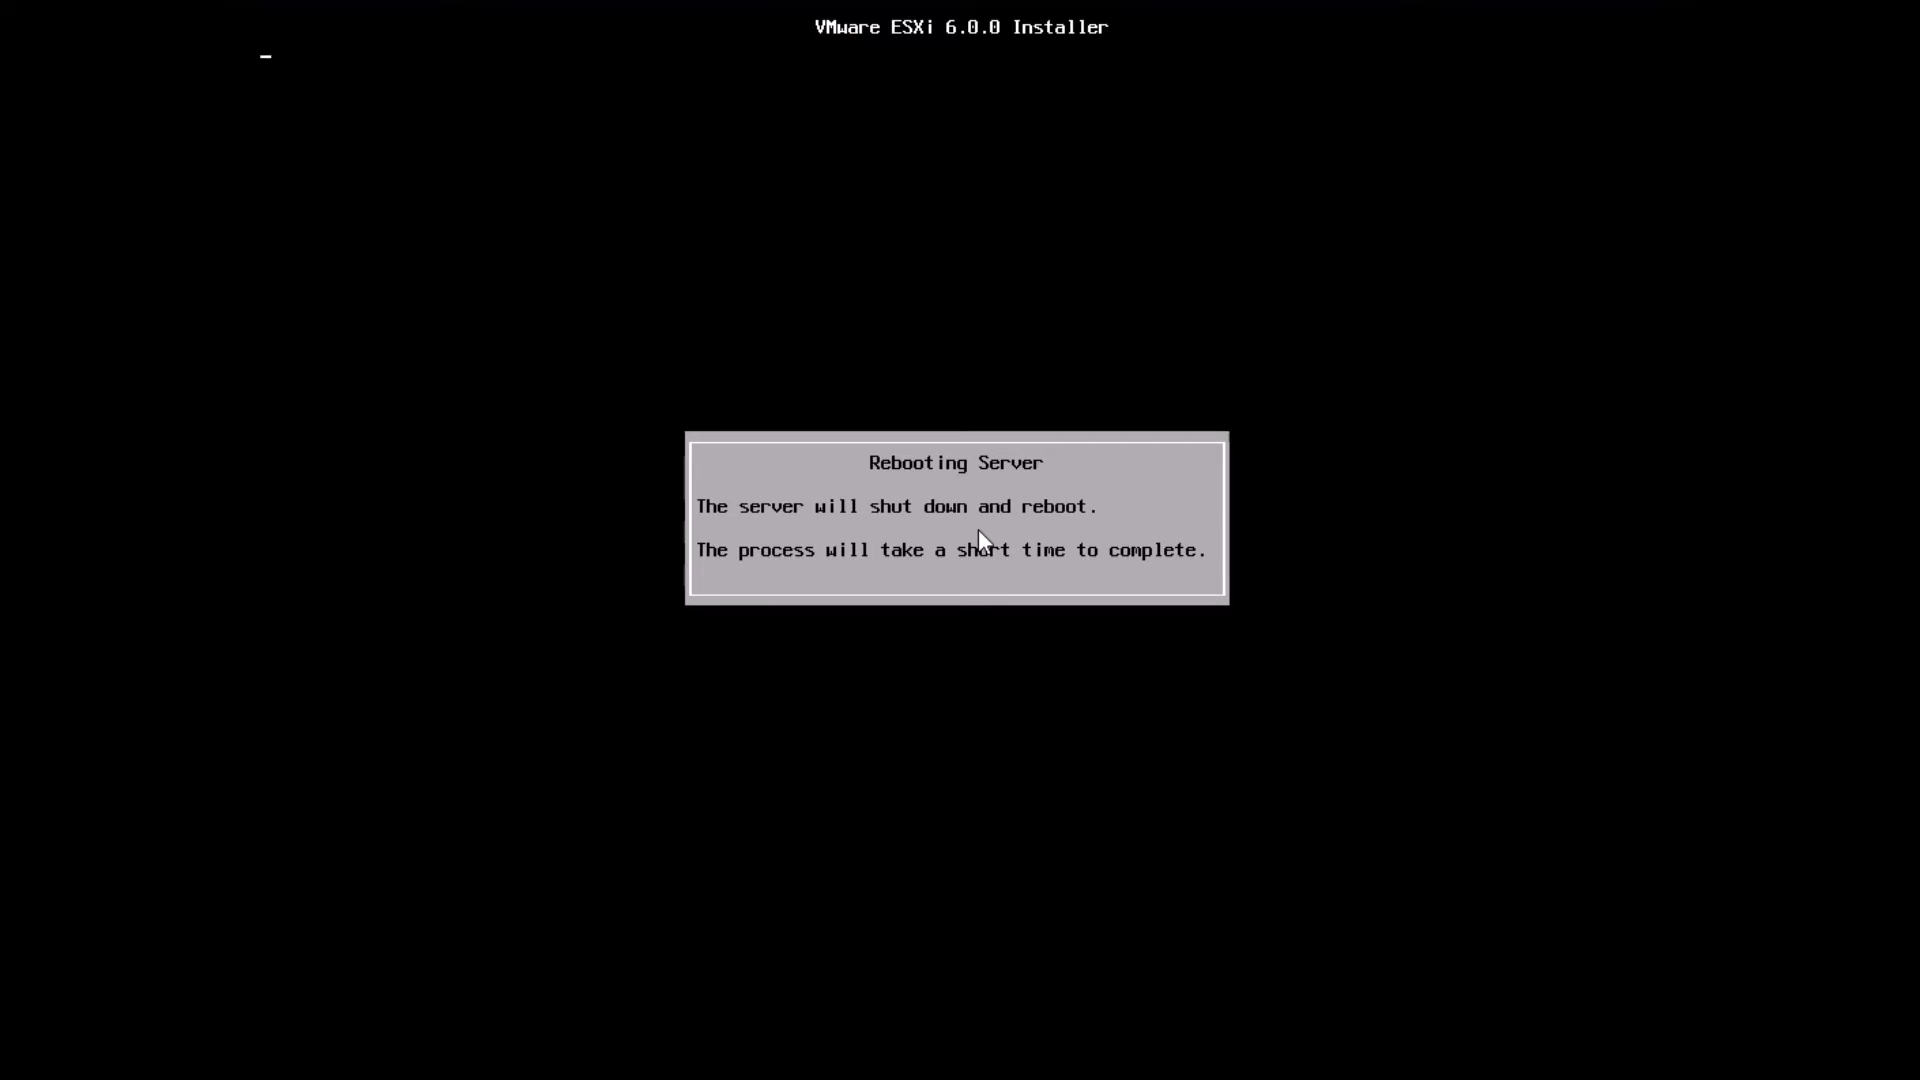 VMware ESXi 6.0.0 Installer
Rebooting Server
The server will shut down and reboot.
The process will take a short time to complete.